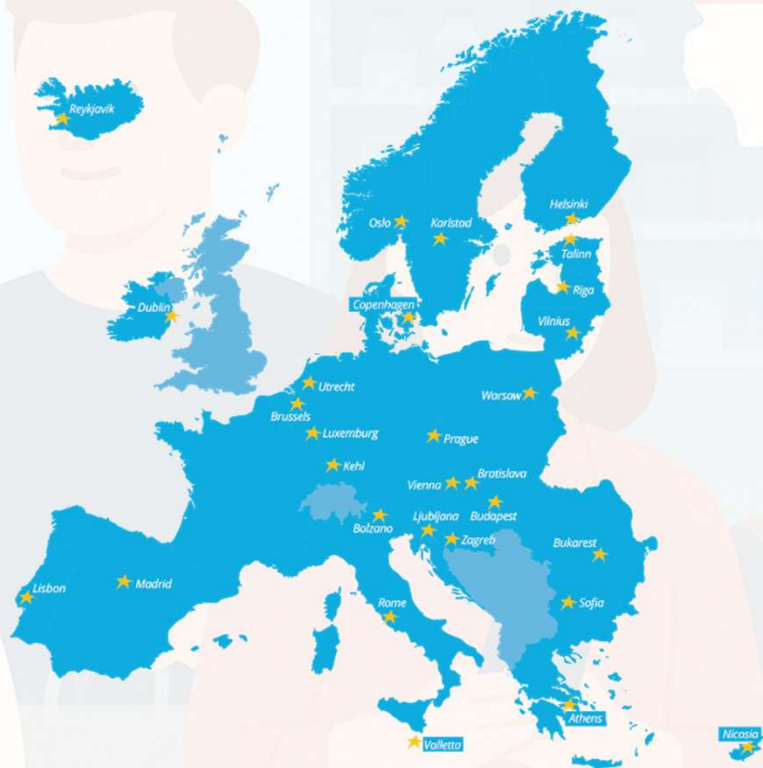 Reykjavik
Helsinki
Oslo
Karlstad
Talinn
Riga
Copenhagen
Dublin
Vilnius
Utrecht
Warsaw
Brussels
Luxemburg
Prague
Kehl
Bratislava
Vienna
Budapest
Ljubljana
Bolzano
Zagreb
Bukarest
Madrid
Lisbon
Rome
Sofia
Athens
Nicosia
Valletta